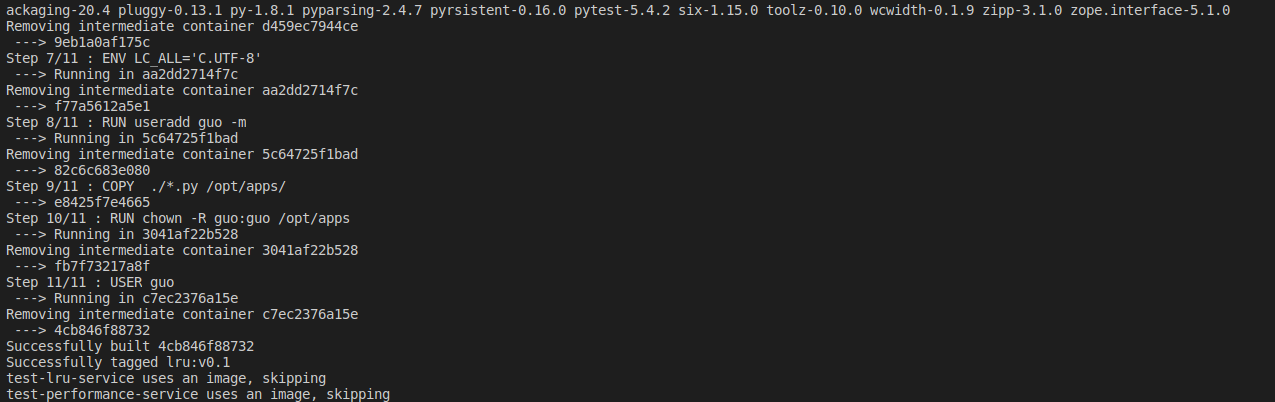 ackaging-20.4 pluggy-0.13.1 py-1.8.1 pyparsing-2.4.7 pyrsistent-0.16.0 pytest-5.4.2 six-1.15.0 toolz-0.10.0 wcwidth-0.1.9 zipp-3.1.0 zope.interface-5.1.0
Removing intermediate container d459ec7944ce
 ---> 9eb1a0af175c
Step 7/11 : ENV LC_ALL='C.UTF-8'
 ---> Running in aa2dd2714f7c
Removing intermediate container aa2dd2714f7c
 ---> f77a5612a5e1
Step 8/11 : RUN useradd guo -m
 ---> Running in 5c64725f1bad
Removing intermediate container 5c64725f1bad
 ---> 82c6c683e080
Step 9/11 : COPY  ./*.py /opt/apps/
 ---> e8425f7e4665
Step 10/11 : RUN chown -R guo:guo /opt/apps
 ---> Running in 3041af22b528
Removing intermediate container 3041af22b528
 ---> fb7f73217a8f
Step 11/11 : USER guo
 ---> Running in c7ec2376a15e
Removing intermediate container c7ec2376a15e
 ---> 4cb846f88732
Successfully built 4cb846f88732
Successfully tagged lru:v0.1
test-lru-service uses an image, skipping
test-performance-service uses an image, skipping